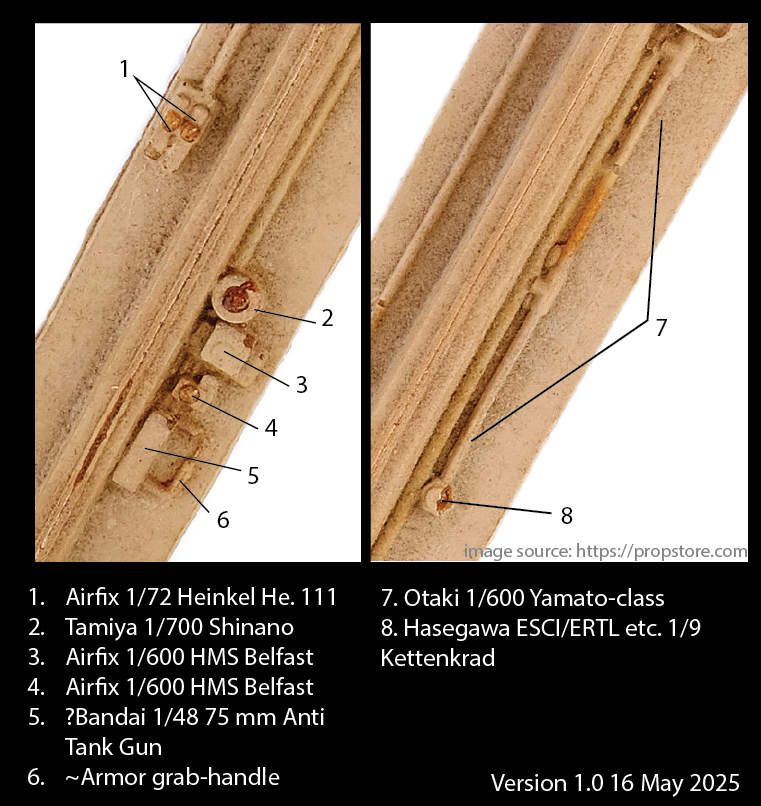 1
2
3
4
5
6
7
8
image source: https://propstore.com
1. Airfix 1/72 Heinkel He. 111
2. Tamiya 1/700 Shinano
3. Airfix 1/600 HMS Belfast
4. Airfix 1/600 HMS Belfast
5. ?Bandai 1/48 75 mm Anti
Tank Gun
6. ~Armor grab-handle
7. Otaki 1/600 Yamato-class
8. Hasegawa ESCI/ERTL etc. 1/9
Kettenkrad
Version 1.0 16 May 2025